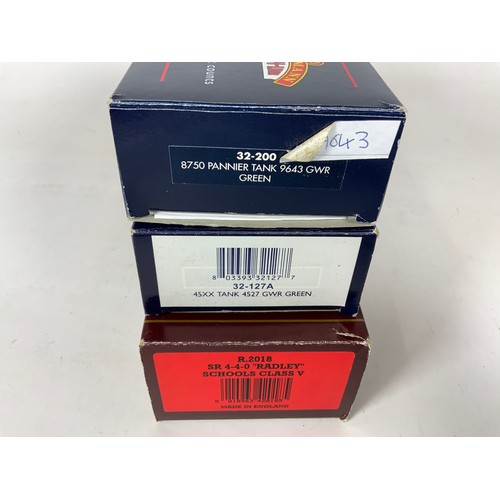 COUNTS
32-200
8750 PANNIER TANK 9643 GWR
GREEN
8 03393 32127 7
32-127A
45XX TANK 4527 GWR GREEN
R.2018
SR 4-4-0 "RADLEY"
SCHOOLS CLASS V
MADE IN ENGLAND